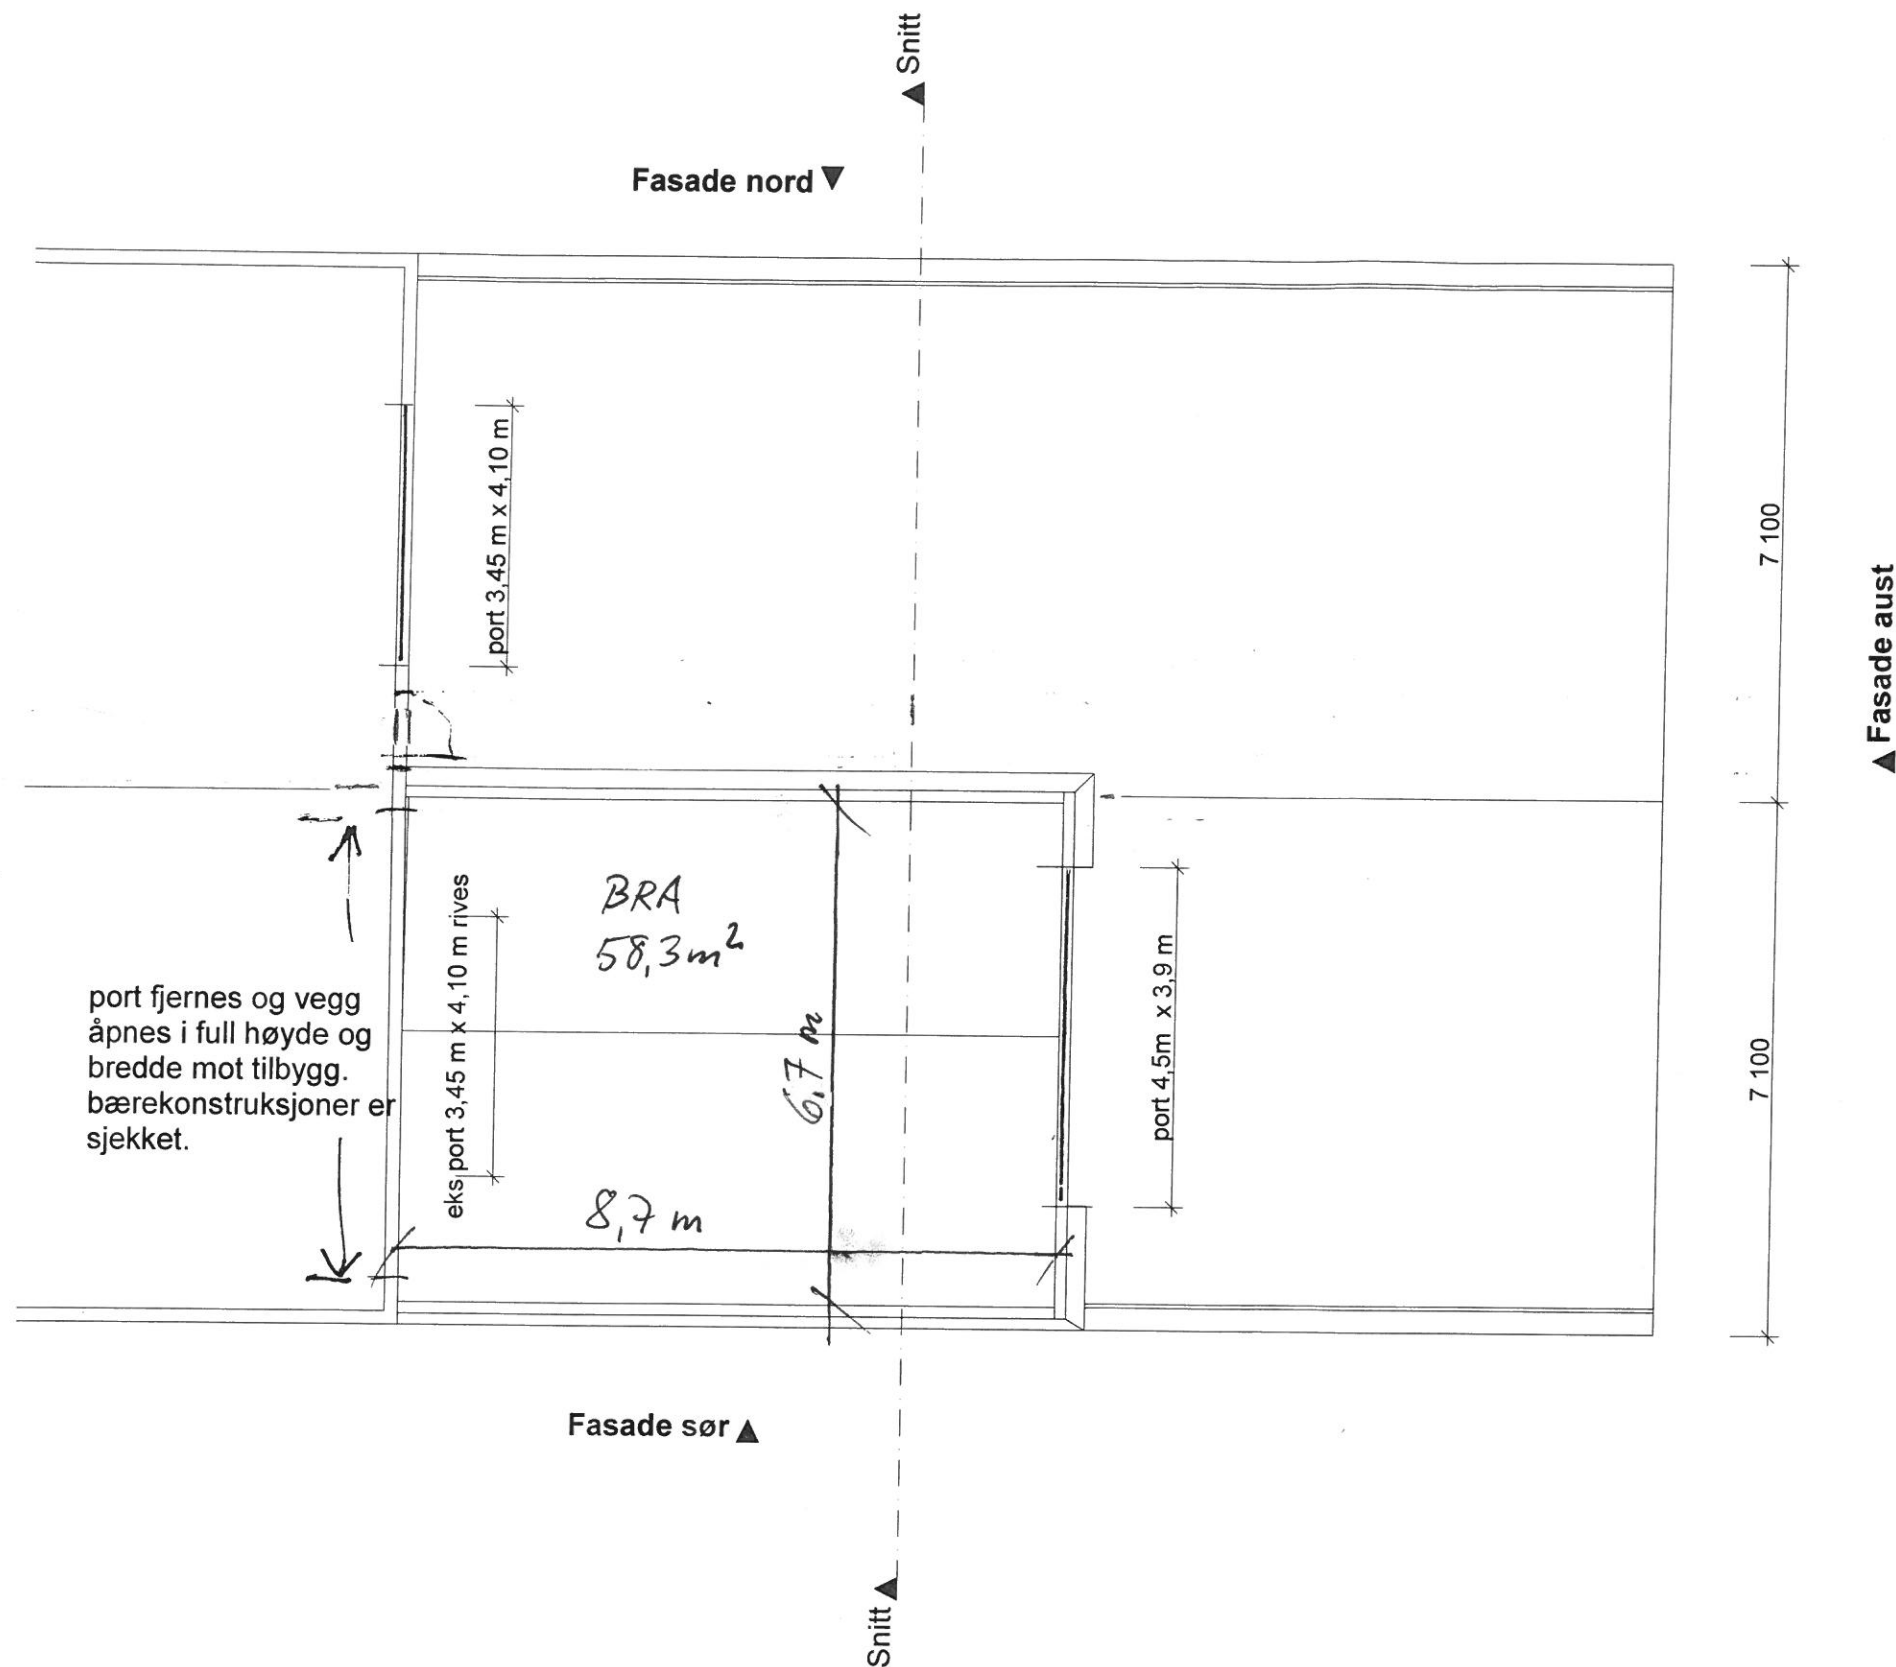 Snitt
Fasade nord
port 3,45 m x 4,10 m
7 100
Fasade aust
BRA
58,3 m²
eks port 3,45 m x 4,10 m rives
port fjernes og vegg
åpnes i full høyde og
bredde mot tilbygg.
bærekonstruksjoner er
sjekket.
6,7 m
port 4,5m x 3,9 m
7 100
8,7 m
Fasade sør
Snitt